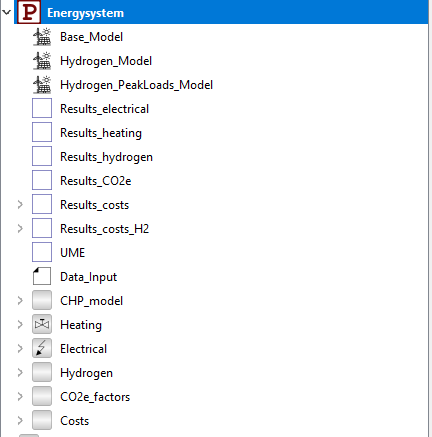 P Energysystem
Base_Model
Hydrogen_Model
Hydrogen_PeakLoads_Model
Results_electrical
Results_heating
Results_hydrogen
Results_CO2e
Results_costs
Results_costs_H2
UME
Data_Input
CHP_model
Heating
Electrical
Hydrogen
CO2e_factors
Costs